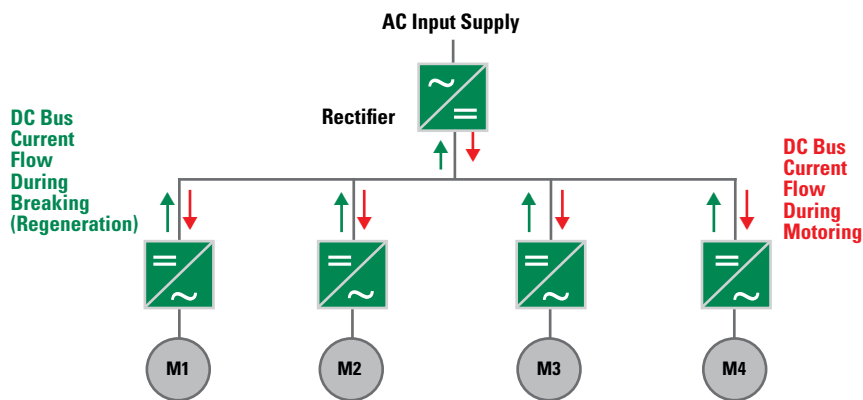 AC Input Supply
Rectifier
DC Bus
Current
Flow
During
Breaking
(Regeneration)
DC Bus
Current
Flow
During
Motoring
M1
M2
M3
M4